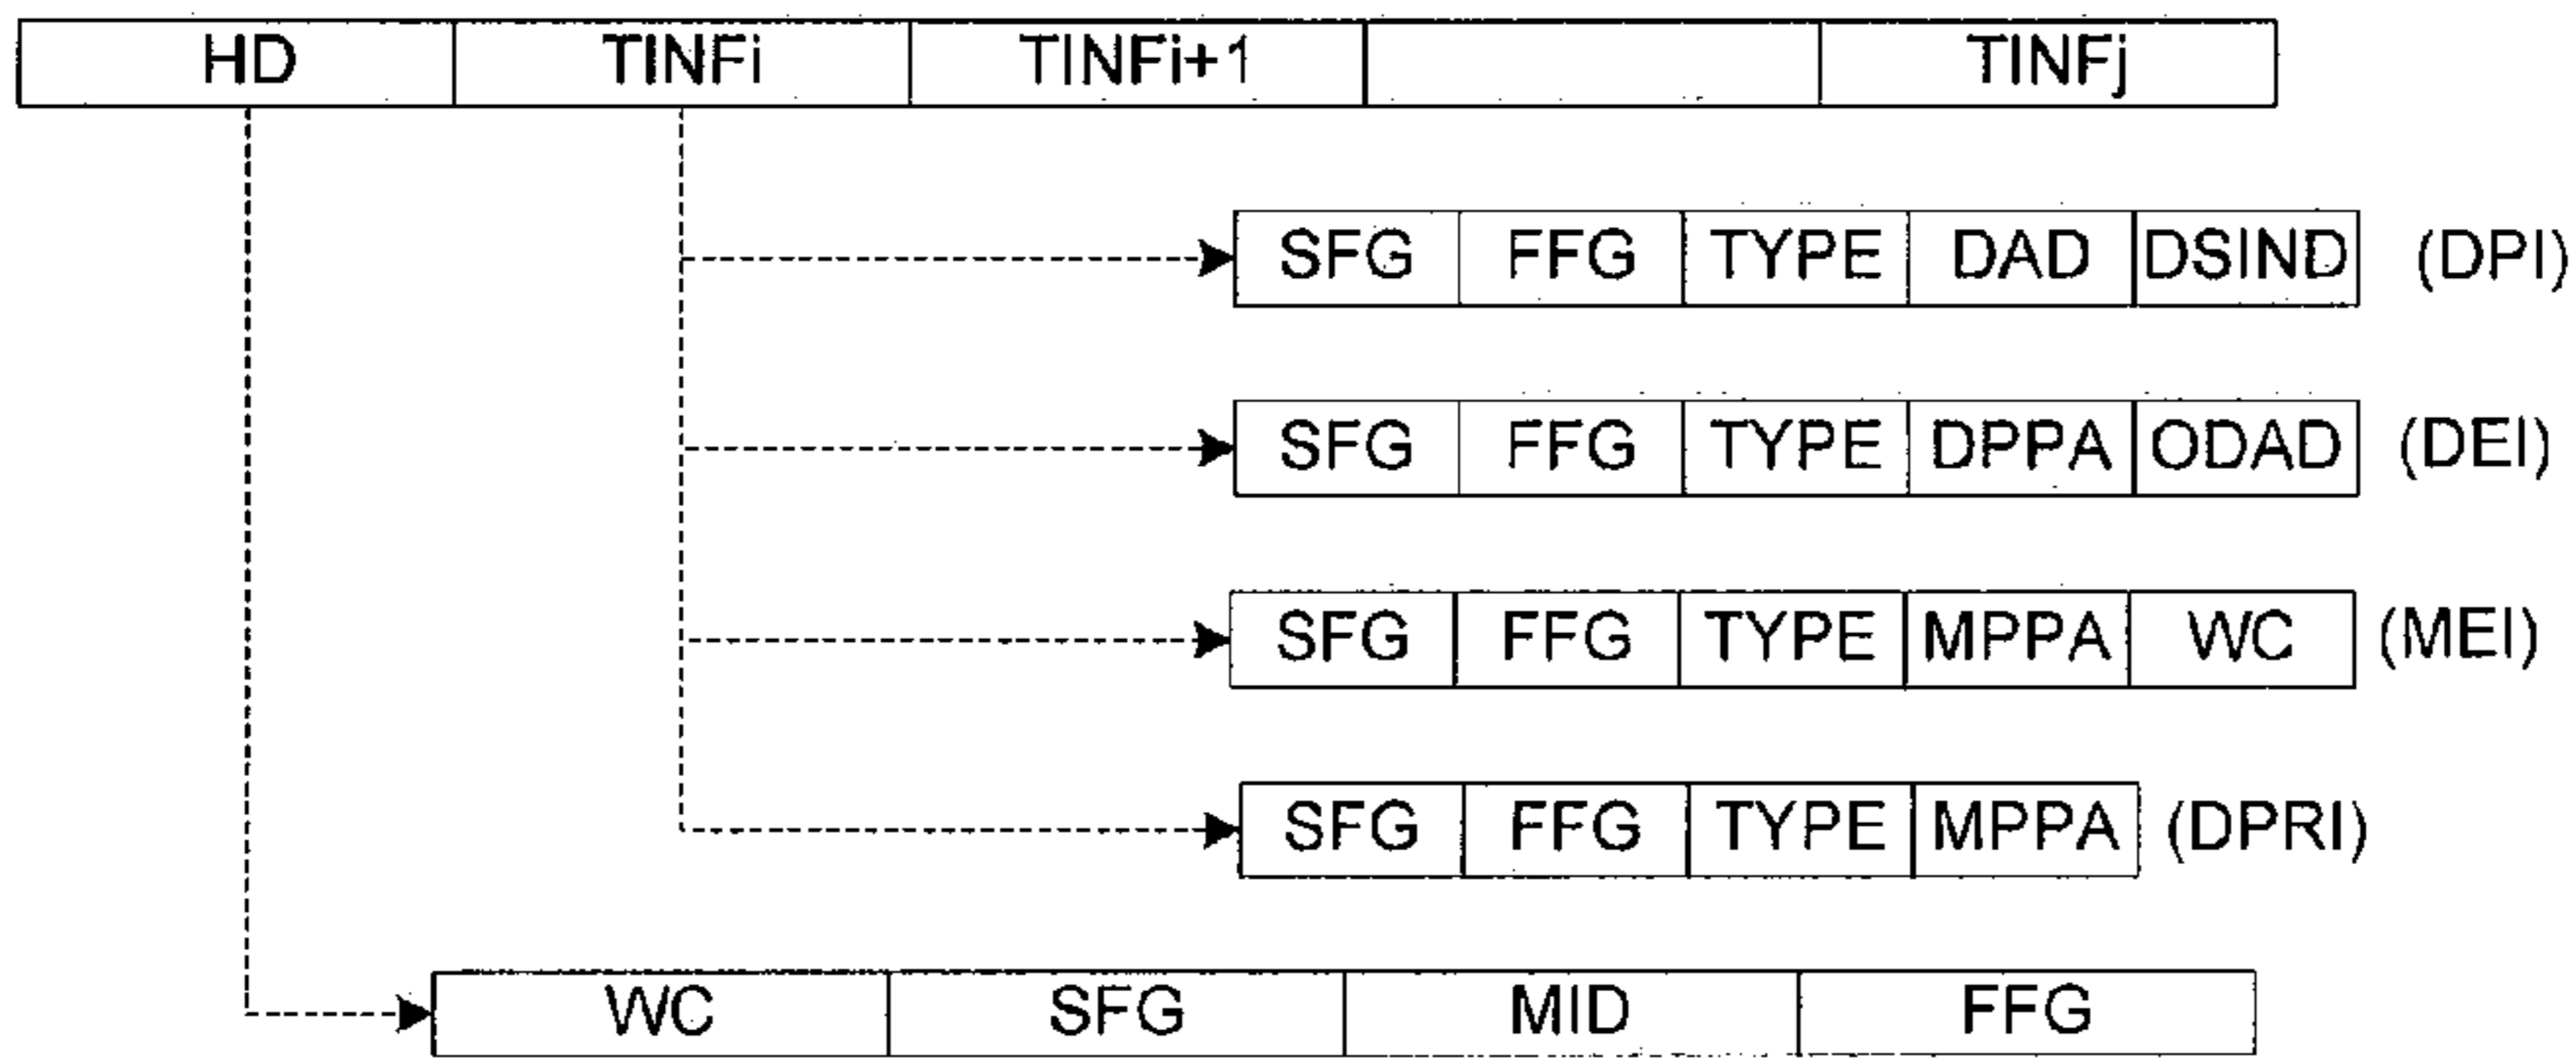 HD TINFi TINFi+1 TINFj
SFG FFG TYPE DAD DSIND (DPI)
SFG FFG TYPE DPPA ODAD (DEI)
SFG FFG TYPE MPPA WC (MEI)
SFG FFG TYPE MPPA (DPRI)
WC SFG MID FFG